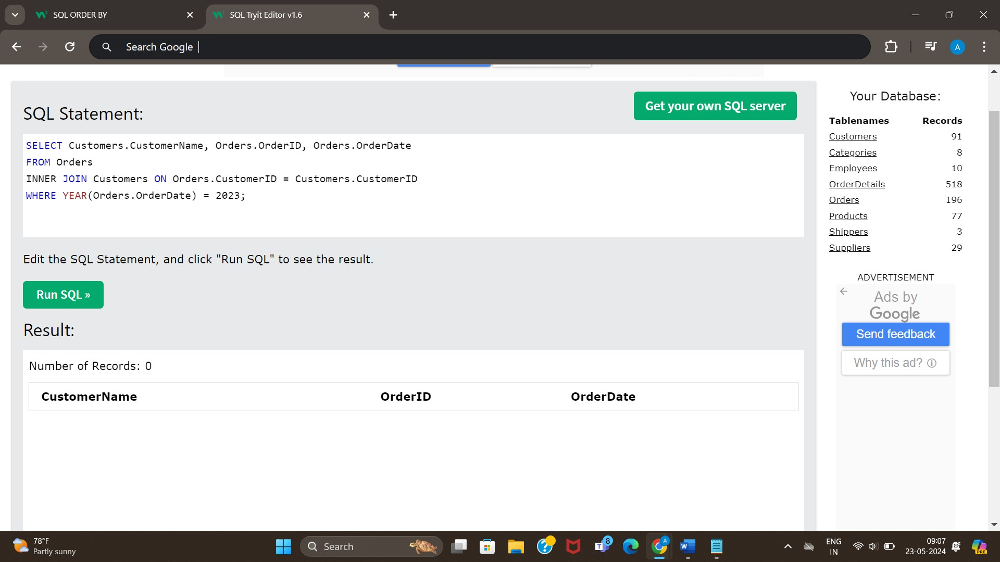 SQL ORDER BY
SQL Tryit Editor v1.6
Search Google
A
SQL Statement:
Get your own SQL server
SELECT Customers.CustomerName, Orders.OrderID, Orders.OrderDate
FROM Orders
INNER JOIN Customers ON Orders.CustomerID = Customers.CustomerID
WHERE YEAR(Orders.OrderDate) = 2023;
Edit the SQL Statement, and click "Run SQL" to see the result.
Run SQL »
Result:
Number of Records: 0
CustomerName OrderID OrderDate
Your Database:
Tablenames Records
Customers 91
Categories 8
Employees 10
OrderDetails 518
Orders 196
Products 77
Shippers 3
Suppliers 29
ADVERTISEMENT
Ads by
Google
Send feedback
Why this ad?
78°F
Partly sunny
Search
8
A
ENG
IN
09:07
23-05-2024
PRE